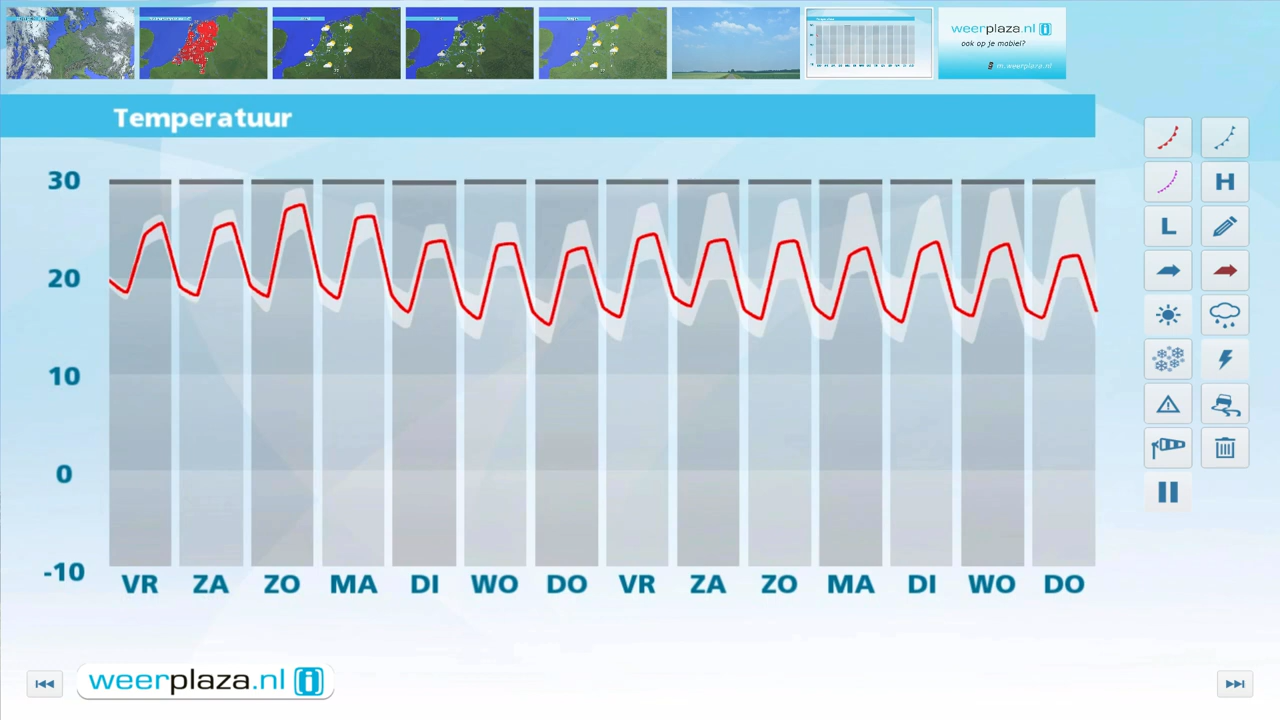 weerplaza.nl i
ook op je mobiel?
m.weerplaza.nl
Temperatuur
30
20
10
0
-10
H
L
VR ZA ZO MA DI WO DO VR ZA ZO MA DI WO DO
weerplaza.nl i